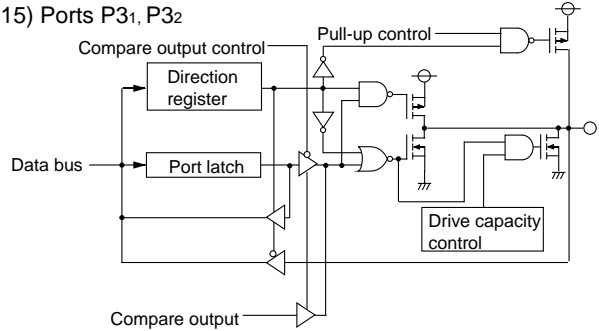 15) Ports P31, P32
Compare output control
Pull-up control
Direction
register
Data bus
Port latch
Drive capacity
control
Compare output